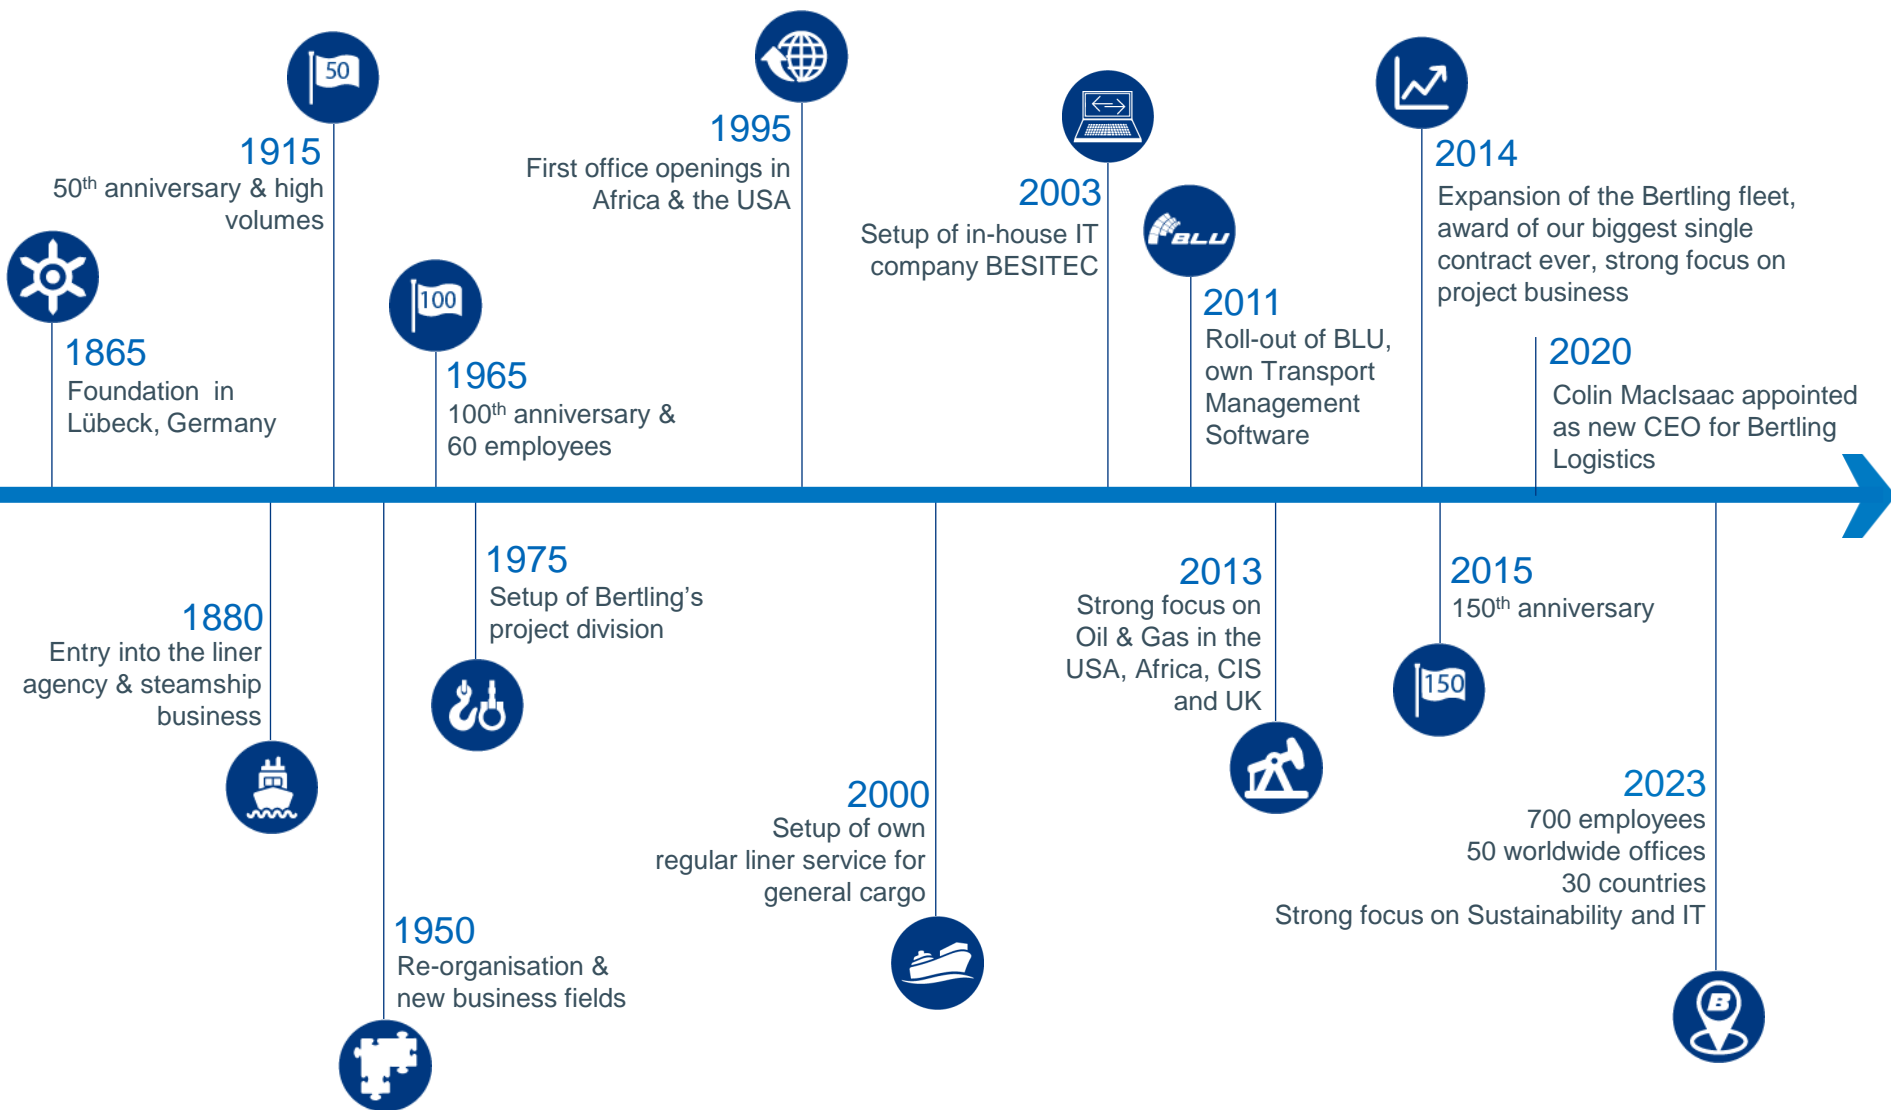 50
1915
50th anniversary & high
volumes
1865
Foundation in
Lübeck, Germany
100
1965
100th anniversary &
60 employees
1995
First office openings in
Africa & the USA
2003
Setup of in-house IT
company BESITEC
BLU
2011
Roll-out of BLU,
own Transport
Management
Software
2014
Expansion of the Bertling fleet,
award of our biggest single
contract ever, strong focus on
project business
2020
Colin MacIsaac appointed
as new CEO for Bertling
Logistics
1880
Entry into the liner
agency & steamship
business
1950
Re-organisation &
new business fields
1975
Setup of Bertling’s
project division
2000
Setup of own
regular liner service for
general cargo
2013
Strong focus on
Oil & Gas in the
USA, Africa, CIS
and UK
2015
150th anniversary
150
2023
700 employees
50 worldwide offices
30 countries
Strong focus on Sustainability and IT
B